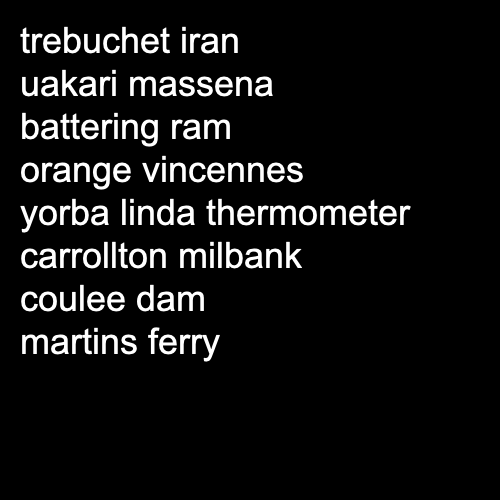 trebuchet iran
uakari massena
battering ram
orange vincennes
yorba linda thermometer
carrollton milbank
coulee dam
martins ferry